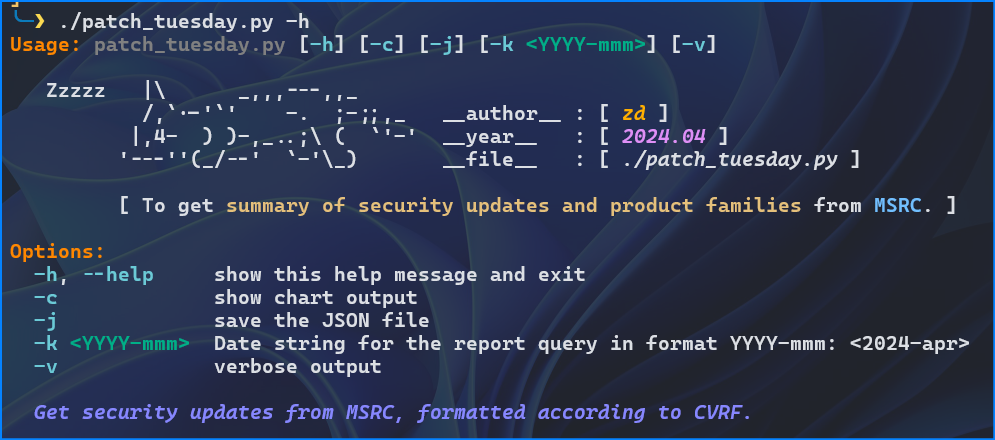 ❯ ./patch_tuesday.py -h
Usage: patch_tuesday.py [-h] [-c] [-j] [-k <YYYY-mmm>] [-v]
   Zzzzz   |\      _,,,---,,_
           /,`.-'`'    -.  ;-;;,_   __author__ : [ zd ]
          |,4-  ) )-,_..;\ (  `'-'  __year__   : [ 2024.04 ]
         '---''(_/--'  `-'\_)       __file__   : [ ./patch_tuesday.py ]
[ To get summary of security updates and product families from MSRC. ]
Options:
-h, --help     show this help message and exit
-c             show chart output
-j             save the JSON file
-k <YYYY-mmm>  Date string for the report query in format YYYY-mmm: <2024-apr>
-v             verbose output
Get security updates from MSRC, formatted according to CVRF.